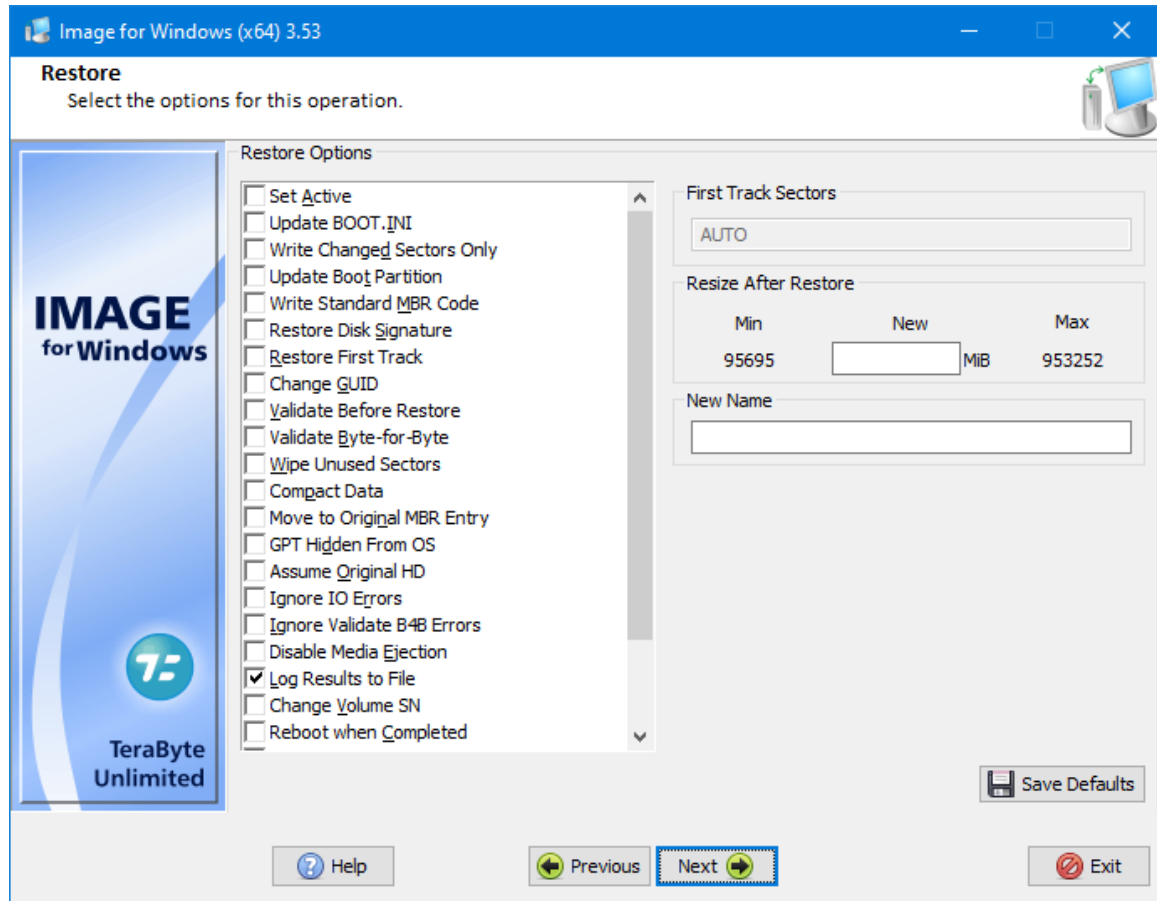 Image for Windows (x64) 3.53
Restore
Select the options for this operation.
IMAGE
for Windows
TeraByte
Unlimited
Restore Options
Set Active
Update BOOT.INI
Write Changed Sectors Only
Update Boot Partition
Write Standard MBR Code
Restore Disk Signature
Restore First Track
Change GUID
Validate Before Restore
Validate Byte-for-Byte
Wipe Unused Sectors
Compact Data
Move to Original MBR Entry
GPT Hidden From OS
Assume Original HD
Ignore IO Errors
Ignore Validate B4B Errors
Disable Media Ejection
Log Results to File
Change Volume SN
Reboot when Completed
First Track Sectors
AUTO
Resize After Restore
Min New Max
95695 MiB 953252
New Name
Save Defaults
Help Previous Next Exit